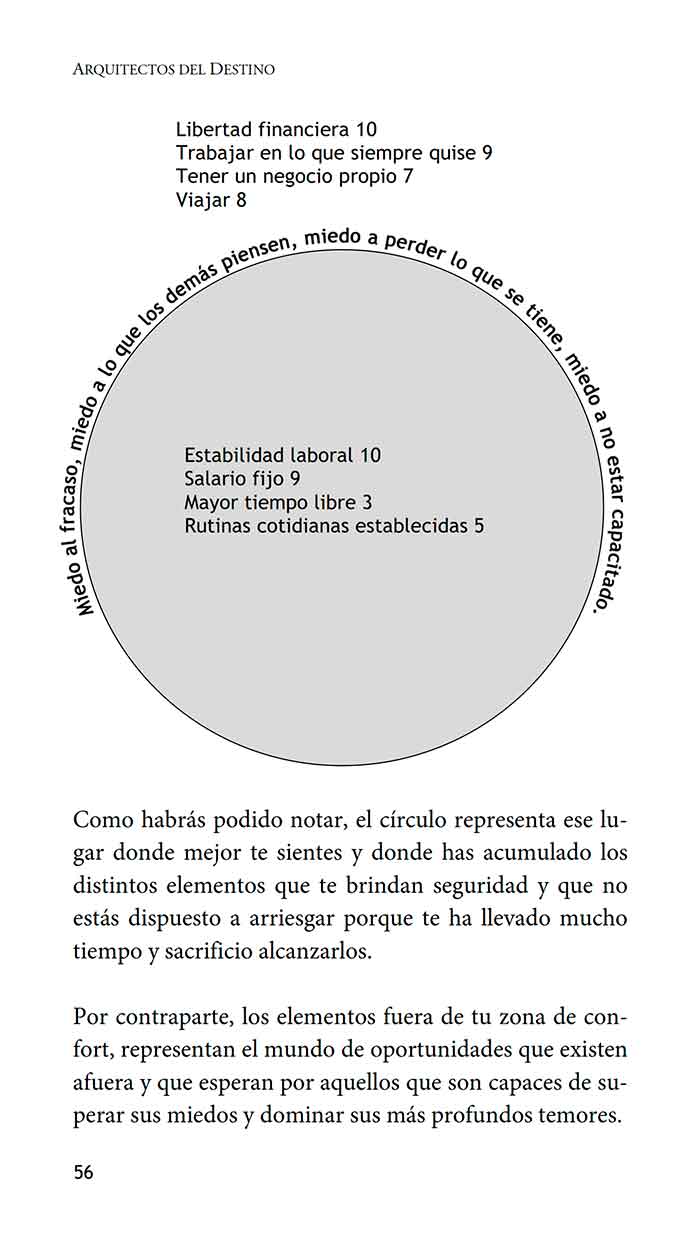 ARQUITECTOS DEL DESTINO
Libertad financiera 10
Trabajar en lo que siempre quise 9
Tener un negocio propio 7
Viajar 8
Miedo al fracaso, miedo a lo que los demás piensen, miedo a perder lo que se tiene, miedo a no estar capacitado.
Estabilidad laboral 10
Salario fijo 9
Mayor tiempo libre 3
Rutinas cotidianas establecidas 5
Como habrás podido notar, el círculo representa ese lu-
gar donde mejor te sientes y donde has acumulado los
distintos elementos que te brindan seguridad y que no
estás dispuesto a arriesgar porque te ha llevado mucho
tiempo y sacrificio alcanzarlos.
Por contraparte, los elementos fuera de tu zona de con-
fort, representan el mundo de oportunidades que existen
afuera y que esperan por aquellos que son capaces de su-
perar sus miedos y dominar sus más profundos temores.
56